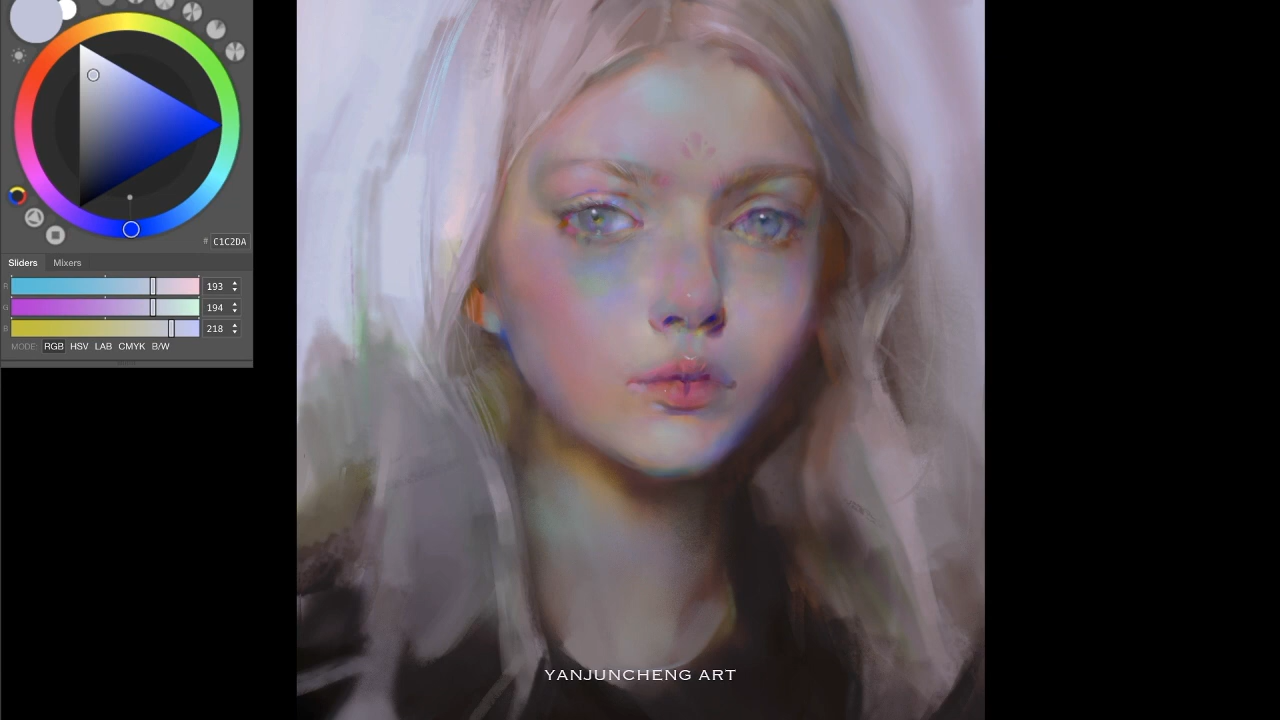 # C1C2DA
Sliders Mixers
R 193
G 194
B 218
MODE: RGB HSV LAB CMYK B/W
YANJUNCHENG ART